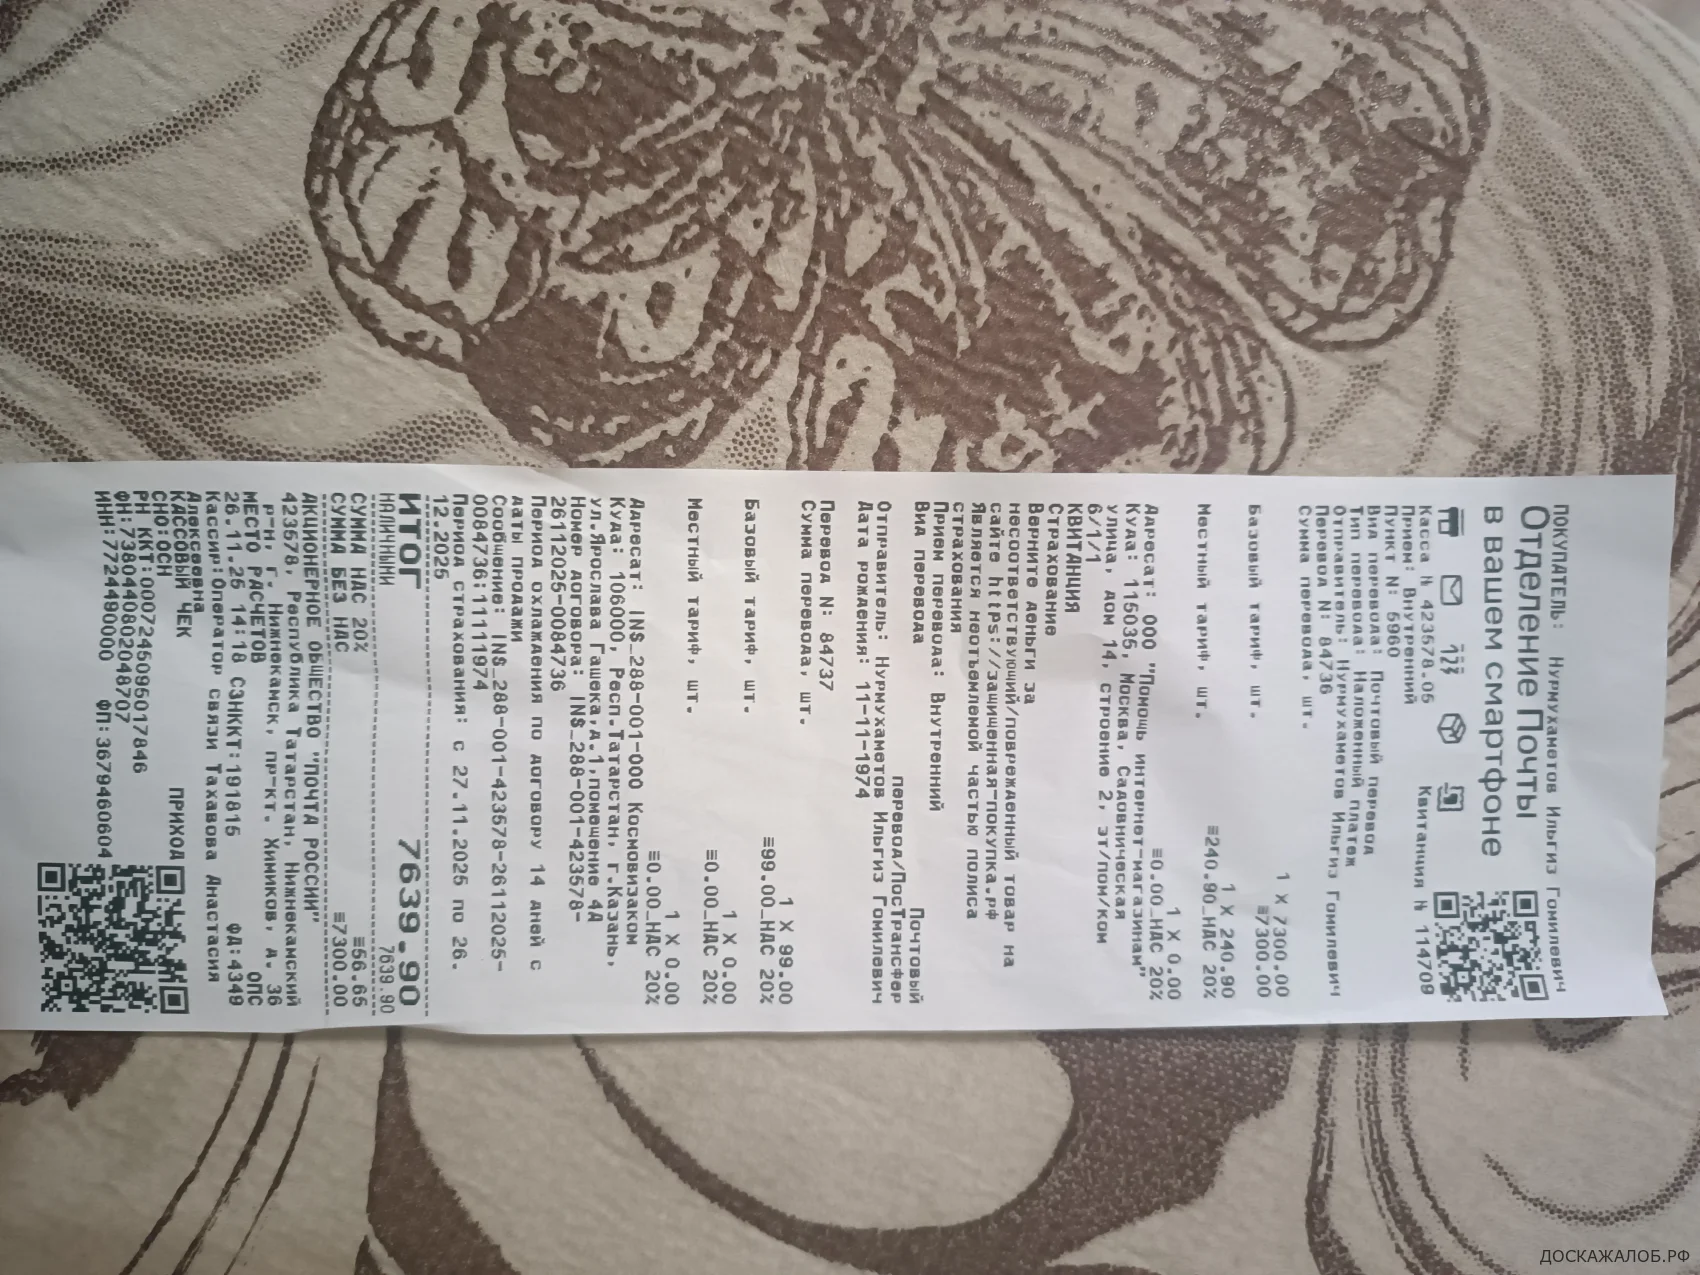 ПОКУПАТЕЛЬ: Нурмухаметов Ильгиз Гомилевич
Отделение Почты
в вашем смартфоне
Касса № 423578.06 Квитанция № 114709
Прием: Внутренний
Пункт №: 5960
Вид перевода: Почтовый перевод
Тип перевода: Наложенный платеж
Отправитель: Нурмухаметов Ильгиз Гомилевич
Перевод №: 84736
Сумма перевода, шт.
1 X 7300.00
≡7300.00
Базовый тариф, шт.
1 X 240.90
≡240.90_НДС 20%
Местный тариф, шт.
1 X 0.00
≡0.00_НДС 20%
Адресат: ООО "Помощь интернет-магазинам"
Куда: 115035, Москва, Садовническая
улица, дом 14, строение 2, эт/пом/ком
6/1/1
КВИТАНЦИЯ
Страхование
Верните деньги за
несоответствующий/поврежденный товар на
сайте https://защищенная-покупка.рф
Является неотъемлемой частью полиса
страхования
Прием перевода: Внутренний
Вид перевода Почтовый
перевод/ПосТрансфер
Отправитель: Нурмухаметов Ильгиз Гомилевич
Дата рождения: 11-11-1974
Перевод №: 84737
Сумма перевода, шт.
1 X 99.00
≡99.00_НДС 20%
Базовый тариф, шт.
1 X 0.00
≡0.00_НДС 20%
Местный тариф, шт.
1 X 0.00
≡0.00_НДС 20%
Адресат: INS_288-001-000 Космовизаком
Куда: 106000, Респ.Татарстан, г.Казань,
ул.Ярослава Гашека,д.1,помещение 4Д
Номер договора: INS_288-001-423578-
26112025-0084736
Период охлаждения по договору 14 дней с
даты продажи
Сообщение: INS_288-001-423578-26112025-
0084736:11111974
Период страхования: с 27.11.2025 по 26.
12.2025
ИТОГ 7639.90
НАЛИЧНЫМИ 7639.90
СУММА НДС 20% ≡56.65
СУММА БЕЗ НДС ≡7300.00
АКЦИОНЕРНОЕ ОБЩЕСТВО "ПОЧТА РОССИИ"
423578, Республика Татарстан, Нижнекамский
р-н, г. Нижнекамск, пр-кт. Химиков, д. 36
МЕСТО РАСЧЕТОВ ОПС
26.11.25 14:18 СЗНККТ:191815 ФД:4349
Кассир:Оператор связи Тахавова Анастасия
Алексеевна
КАССОВЫЙ ЧЕК ПРИХОД
СНО:ОСН
РН ККТ:0007245095017846
ФН:7380440802048707
ИНН:7724490000 ФП:3679460604
ДОСКАЖАЛОБ.РФ